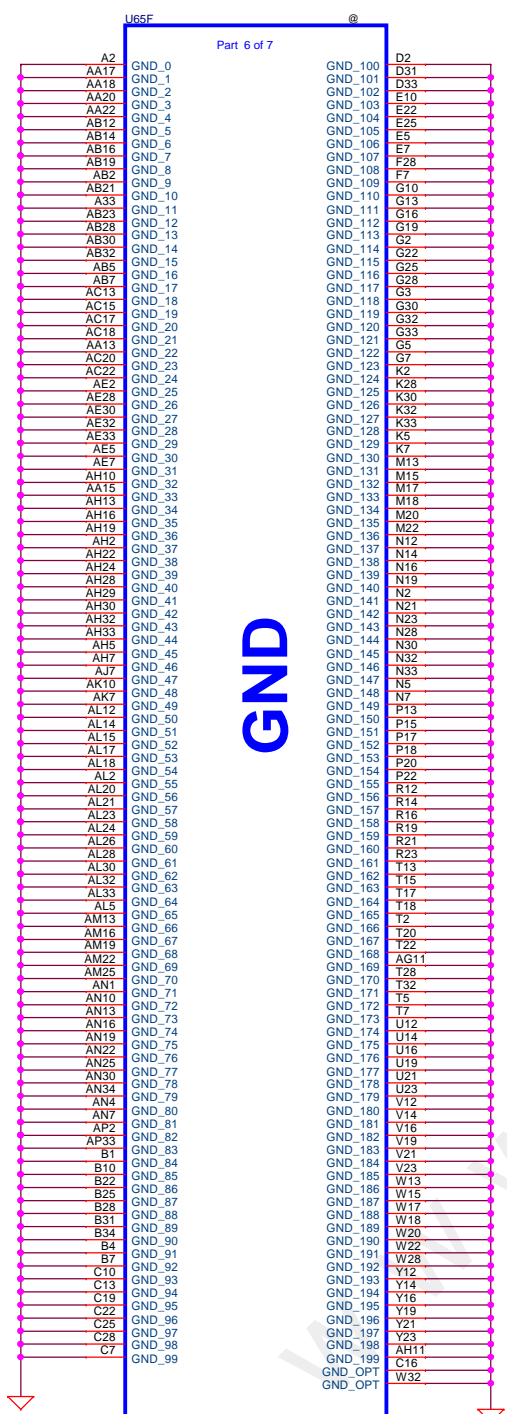 U65F @
Part 6 of 7
A2 GND_0 GND_100 D2
AA17 GND_1 GND_101 D31
AA18 GND_2 GND_102 D33
AA20 GND_3 GND_103 E10
AA22 GND_4 GND_104 E22
AB12 GND_5 GND_105 E25
AB14 GND_6 GND_106 E5
AB16 GND_7 GND_107 E7
AB19 GND_8 GND_108 F28
AB2 GND_9 GND_109 F7
AB21 GND_10 GND_110 G10
A33 GND_11 GND_111 G13
AB23 GND_12 GND_112 G16
AB28 GND_13 GND_113 G19
AB30 GND_14 GND_114 G2
AB32 GND_15 GND_115 G22
AB5 GND_16 GND_116 G25
AB7 GND_17 GND_117 G28
AC13 GND_18 GND_118 G3
AC15 GND_19 GND_119 G30
AC17 GND_20 GND_120 G32
AC18 GND_21 GND_121 G33
AA13 GND_22 GND_122 G5
AC20 GND_23 GND_123 G7
AC22 GND_24 GND_124 K2
AE2 GND_25 GND_125 K28
AE28 GND_26 GND_126 K30
AE30 GND_27 GND_127 K32
AE32 GND_28 GND_128 K33
AE33 GND_29 GND_129 K5
AE5 GND_30 GND_130 K7
AE7 GND_31 GND_131 M13
AH10 GND_32 GND_132 M15
AA15 GND_33 GND_133 M17
AH13 GND_34 GND_134 M18
AH16 GND_35 GND_135 M20
AH19 GND_36 GND_136 M22
AH2 GND_37 GND_137 N12
AH22 GND_38 GND_138 N14
AH24 GND_39 GND_139 N16
AH28 GND_40 GND_140 N19
AH29 GND_41 GND_141 N2
AH30 GND_42 GND_142 N21
AH32 GND_43 GND_143 N23
AH33 GND_44 GND_144 N28
AH5 GND_45 GND_145 N30
AH7 GND_46 GND_146 N32
AJ7 GND_47 GND_147 N33
AK10 GND_48 GND_148 N5
AK7 GND_49 GND_149 N7
AL12 GND_50 GND_150 P13
AL14 GND_51 GND_151 P15
AL15 GND_52 GND_152 P17
AL17 GND_53 GND_153 P18
AL18 GND_54 GND_154 P20
AL2 GND_55 GND_155 P22
AL20 GND_56 GND_156 R12
AL21 GND_57 GND_157 R14
AL23 GND_58 GND_158 R16
AL24 GND_59 GND_159 R19
AL26 GND_60 GND_160 R21
AL28 GND_61 GND_161 R23
AL30 GND_62 GND_162 T13
AL32 GND_63 GND_163 T15
AL33 GND_64 GND_164 T17
AL5 GND_65 GND_165 T18
AM13 GND_66 GND_166 T2
AM16 GND_67 GND_167 T20
AM19 GND_68 GND_168 T22
AM22 GND_69 GND_169 AG11
AM25 GND_70 GND_170 T28
AN1 GND_71 GND_171 T32
AN10 GND_72 GND_172 T5
AN13 GND_73 GND_173 T7
AN16 GND_74 GND_174 U12
AN19 GND_75 GND_175 U14
AN22 GND_76 GND_176 U16
AN25 GND_77 GND_177 U19
AN30 GND_78 GND_178 U21
AN34 GND_79 GND_179 U23
AN4 GND_80 GND_180 V12
AN7 GND_81 GND_181 V14
AP2 GND_82 GND_182 V16
AP33 GND_83 GND_183 V19
B1 GND_84 GND_184 V21
B10 GND_85 GND_185 V23
B22 GND_86 GND_186 W13
B25 GND_87 GND_187 W15
B28 GND_88 GND_188 W17
B31 GND_89 GND_189 W18
B34 GND_90 GND_190 W20
B4 GND_91 GND_191 W22
B7 GND_92 GND_192 W28
C10 GND_93 GND_193 Y12
C13 GND_94 GND_194 Y14
C19 GND_95 GND_195 Y16
C22 GND_96 GND_196 Y19
C25 GND_97 GND_197 Y21
C28 GND_98 GND_198 Y23
C7 GND_99 GND_199 AH11
GND_OPT C16
GND_OPT W32
GND